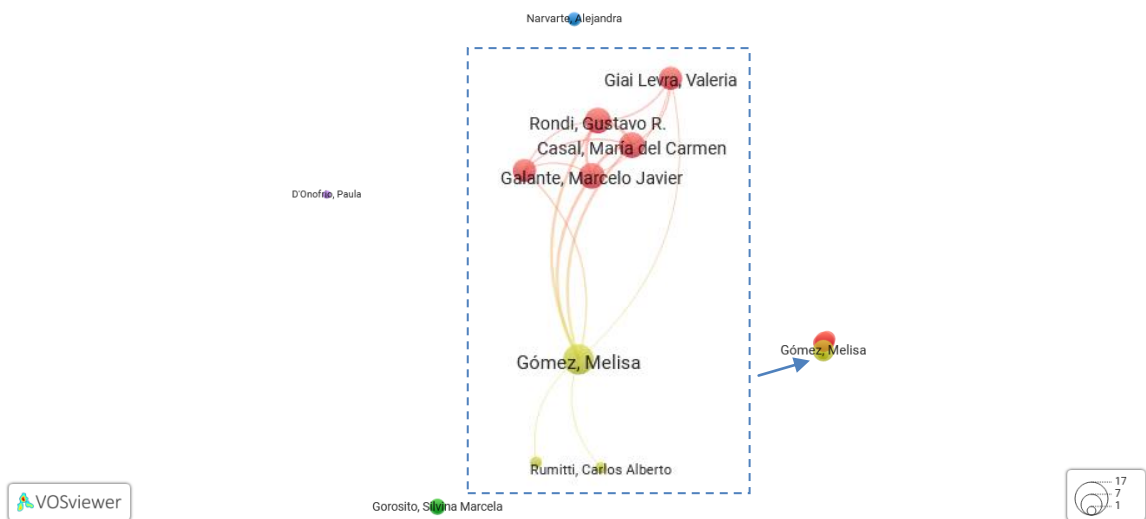 Narvarte, Alejandra
Giai Levra, Valeria
Rondi, Gustavo R.
Casal, María del Carmen
Galante, Marcelo Javier
D'Onofrio, Paula
Gómez, Melisa
Gómez, Melisa
Rumitti, Carlos Alberto
Gorosito, Silvina Marcela
VOSviewer
17
7
1